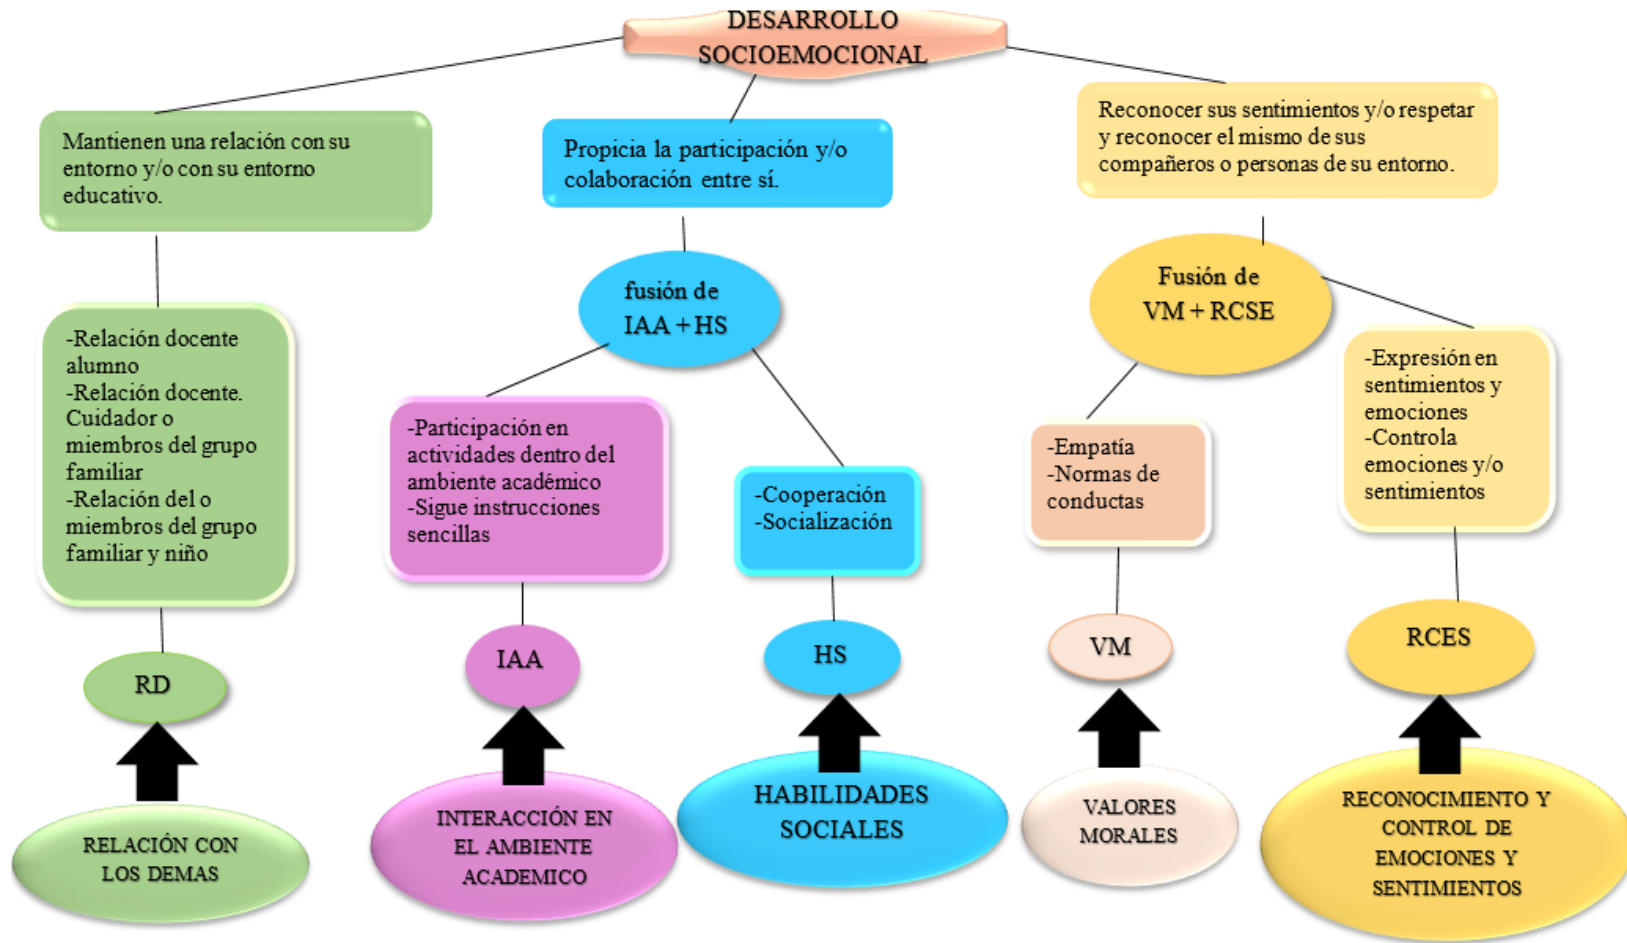 DESARROLLO
SOCIOEMOCIONAL
Mantienen una relación con su
entorno y/o con su entorno
educativo.
Propicia la participación y/o
colaboración entre sí.
Reconocer sus sentimientos y/o respetar
y reconocer el mismo de sus
compañeros o personas de su entorno.
fusión de
IAA + HS
Fusión de
VM + RCSE
-Relación docente
alumno
-Relación docente.
Cuidador o
miembros del grupo
familiar
-Relación del o
miembros del grupo
familiar y niño
-Participación en
actividades dentro del
ambiente académico
-Sigue instrucciones
sencillas
-Cooperación
-Socialización
-Empatía
-Normas de
conductas
-Expresión en
sentimientos y
emociones
-Controla
emociones y/o
sentimientos
RD
IAA
HS
VM
RCES
RELACIÓN CON
LOS DEMAS
INTERACCIÓN EN
EL AMBIENTE
ACADEMICO
HABILIDADES
SOCIALES
VALORES
MORALES
RECONOCIMIENTO Y
CONTROL DE
EMOCIONES Y
SENTIMIENTOS